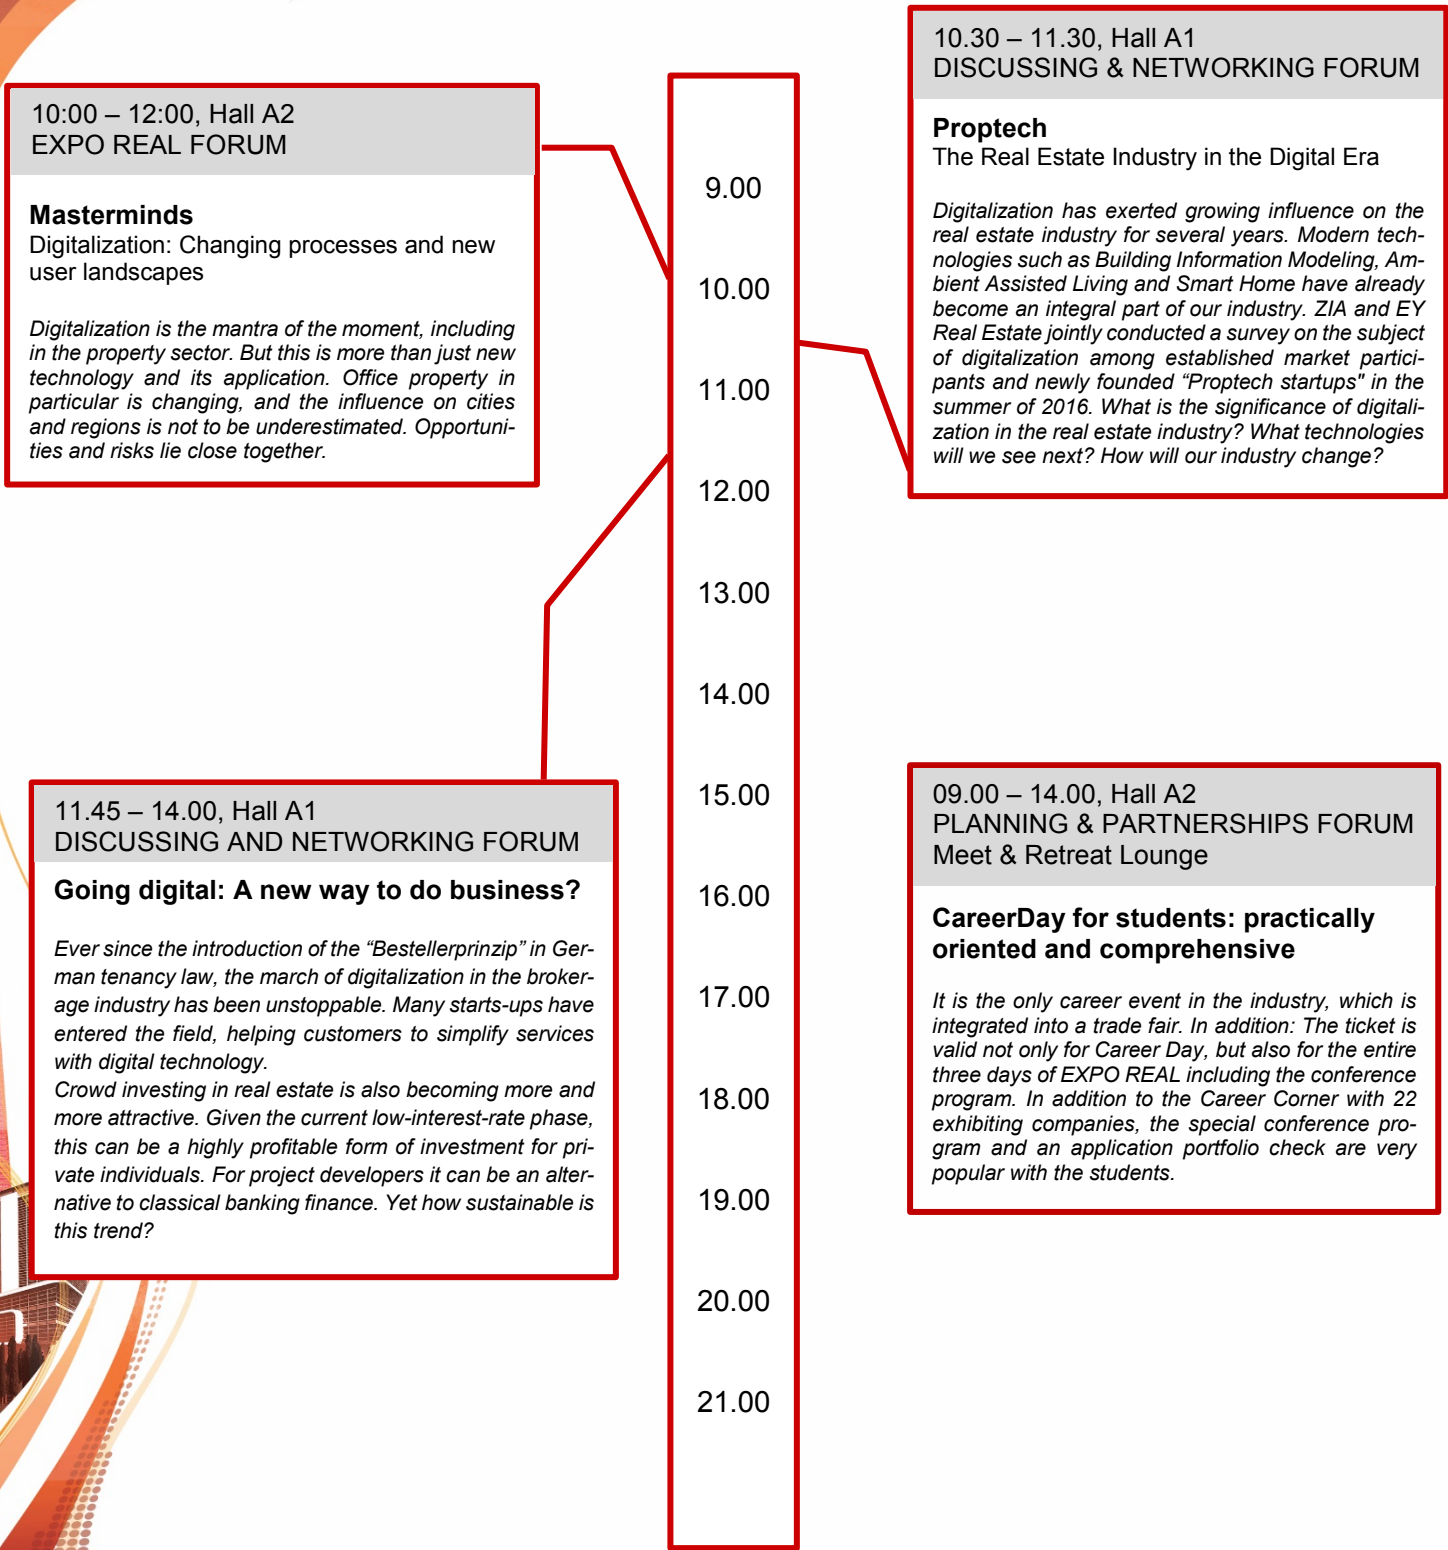 10:00 – 12:00, Hall A2
EXPO REAL FORUM
Masterminds
Digitalization: Changing processes and new
user landscapes
Digitalization is the mantra of the moment, including
in the property sector. But this is more than just new
technology and its application. Office property in
particular is changing, and the influence on cities
and regions is not to be underestimated. Opportuni-
ties and risks lie close together.
10.30 – 11.30, Hall A1
DISCUSSING & NETWORKING FORUM
Proptech
The Real Estate Industry in the Digital Era
Digitalization has exerted growing influence on the
real estate industry for several years. Modern tech-
nologies such as Building Information Modeling, Am-
bient Assisted Living and Smart Home have already
become an integral part of our industry. ZIA and EY
Real Estate jointly conducted a survey on the subject
of digitalization among established market partici-
pants and newly founded “Proptech startups" in the
summer of 2016. What is the significance of digitali-
zation in the real estate industry? What technologies
will we see next? How will our industry change?
9.00
10.00
11.00
12.00
13.00
14.00
15.00
16.00
17.00
18.00
19.00
20.00
21.00
11.45 – 14.00, Hall A1
DISCUSSING AND NETWORKING FORUM
Going digital: A new way to do business?
Ever since the introduction of the “Bestellerprinzip” in Ger-
man tenancy law, the march of digitalization in the broker-
age industry has been unstoppable. Many starts-ups have
entered the field, helping customers to simplify services
with digital technology.
Crowd investing in real estate is also becoming more and
more attractive. Given the current low-interest-rate phase,
this can be a highly profitable form of investment for pri-
vate individuals. For project developers it can be an alter-
native to classical banking finance. Yet how sustainable is
this trend?
09.00 – 14.00, Hall A2
PLANNING & PARTNERSHIPS FORUM
Meet & Retreat Lounge
CareerDay for students: practically
oriented and comprehensive
It is the only career event in the industry, which is
integrated into a trade fair. In addition: The ticket is
valid not only for Career Day, but also for the entire
three days of EXPO REAL including the conference
program. In addition to the Career Corner with 22
exhibiting companies, the special conference pro-
gram and an application portfolio check are very
popular with the students.